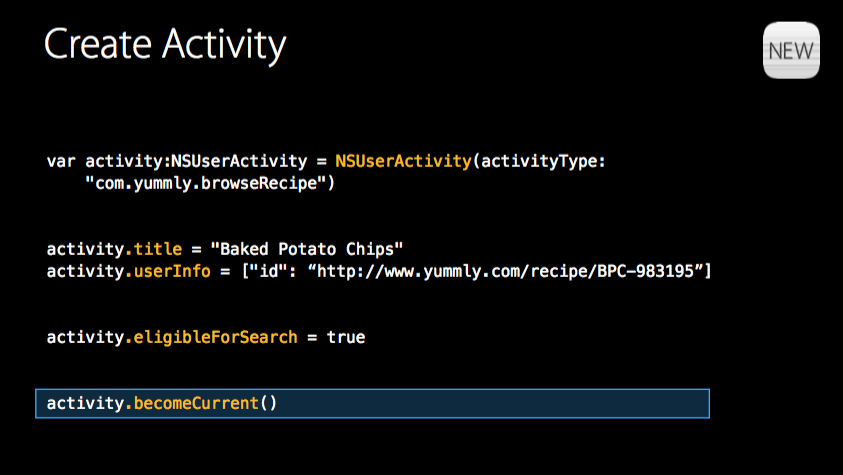 Create Activity
NEW
var activity:NSUserActivity = NSUserActivity(activityType:
"com.yummly.browseRecipe")
activity.title = "Baked Potato Chips"
activity.userInfo = ["id": “http://www.yummly.com/recipe/BPC-983195”]
activity.eligibleForSearch = true
activity.becomeCurrent()